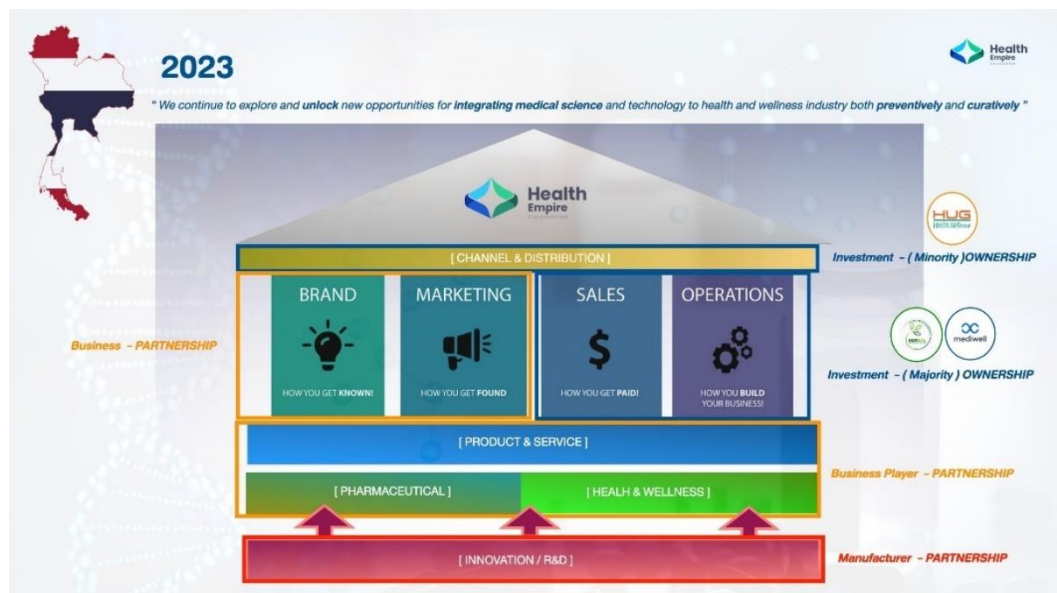 2023
Health
Empire
" We continue to explore and unlock new opportunities for integrating medical science and technology to health and wellness industry both preventively and curatively "
Health
Empire
HUG
[ CHANNEL & DISTRIBUTION ]
Investment - ( Minority )OWNERSHIP
BRAND
MARKETING
SALES
OPERATIONS
$
Business - PARTNERSHIP
mediwell
Investment - ( Majority ) OWNERSHIP
HOW YOU GET KNOWN!
HOW YOU GET FOUND
HOW YOU GET PAID!
HOW YOU BUILD
YOUR BUSINESS!
[ PRODUCT & SERVICE ]
Business Player - PARTNERSHIP
[ PHARMACEUTICAL ]
[ HEALH & WELLNESS ]
[ INNOVATION / R&D ]
Manufacturer - PARTNERSHIP